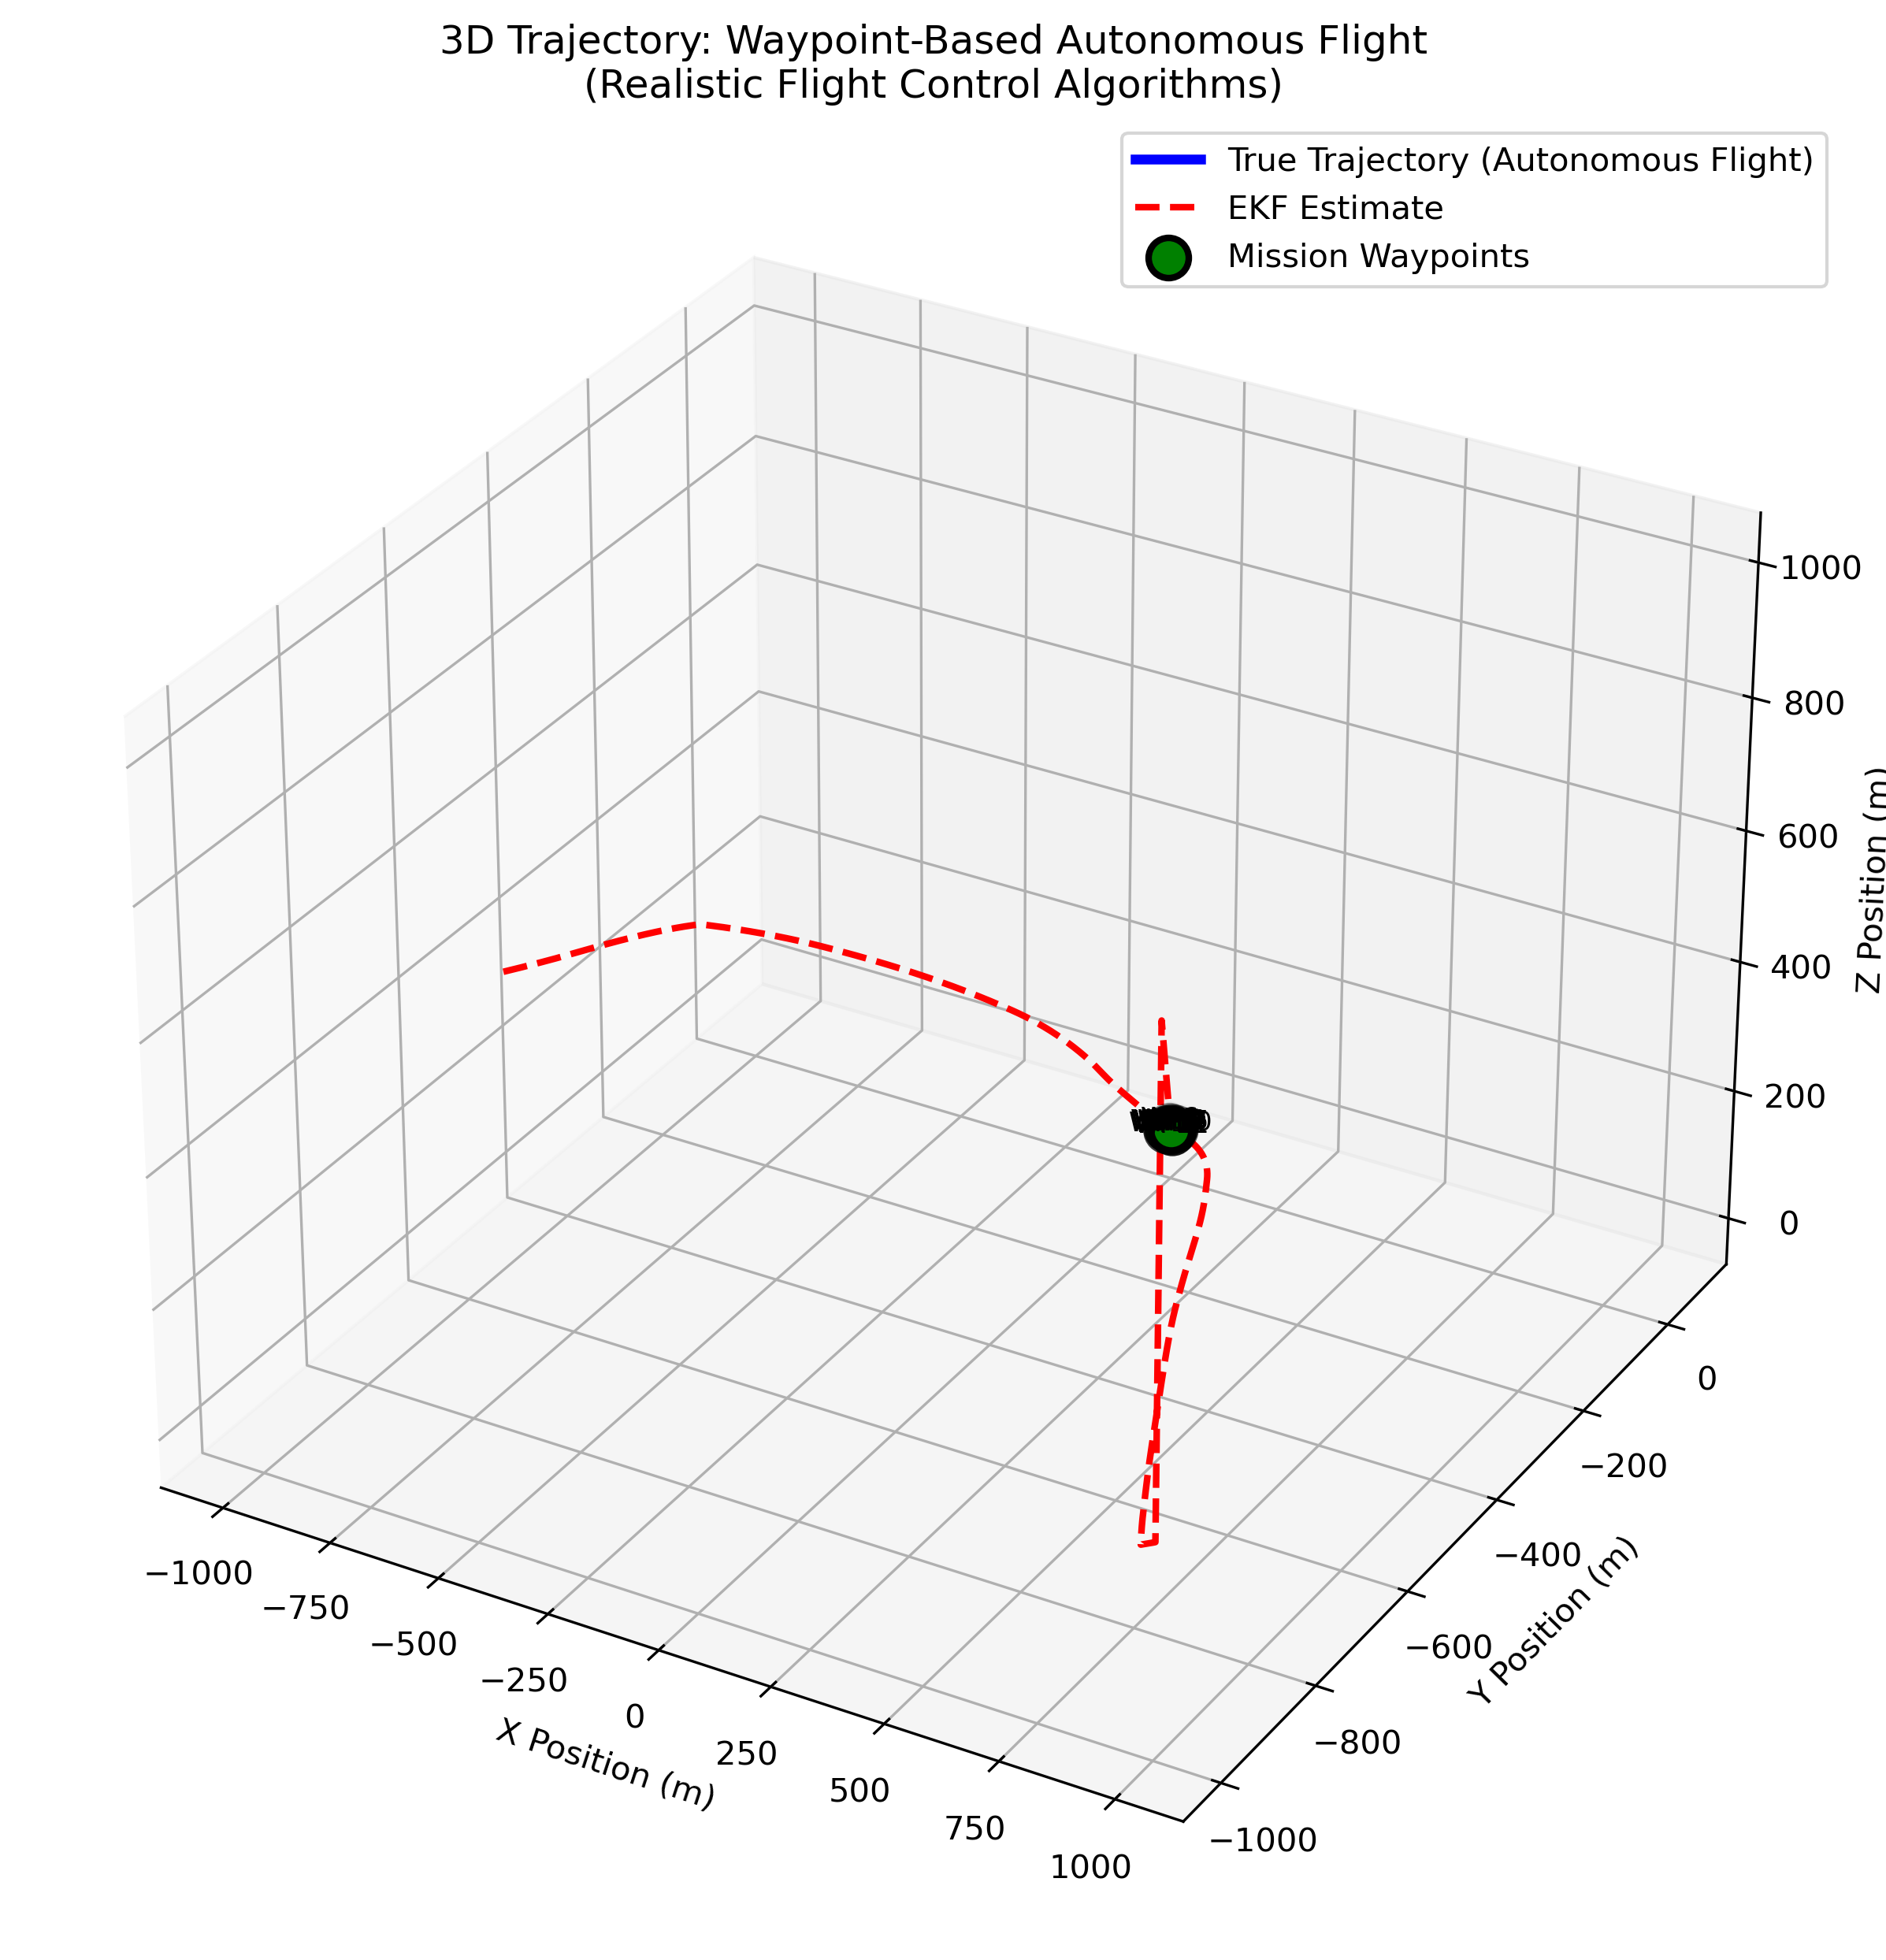 3D Trajectory: Waypoint-Based Autonomous Flight
(Realistic Flight Control Algorithms)
True Trajectory (Autonomous Flight)
EKF Estimate
Mission Waypoints
1000
800
600
400
200
0
Z Position (m)
0
−200
−400
−600
−800
−1000
Y Position (m)
−1000
−750
−500
−250
0
250
500
750
1000
X Position (m)